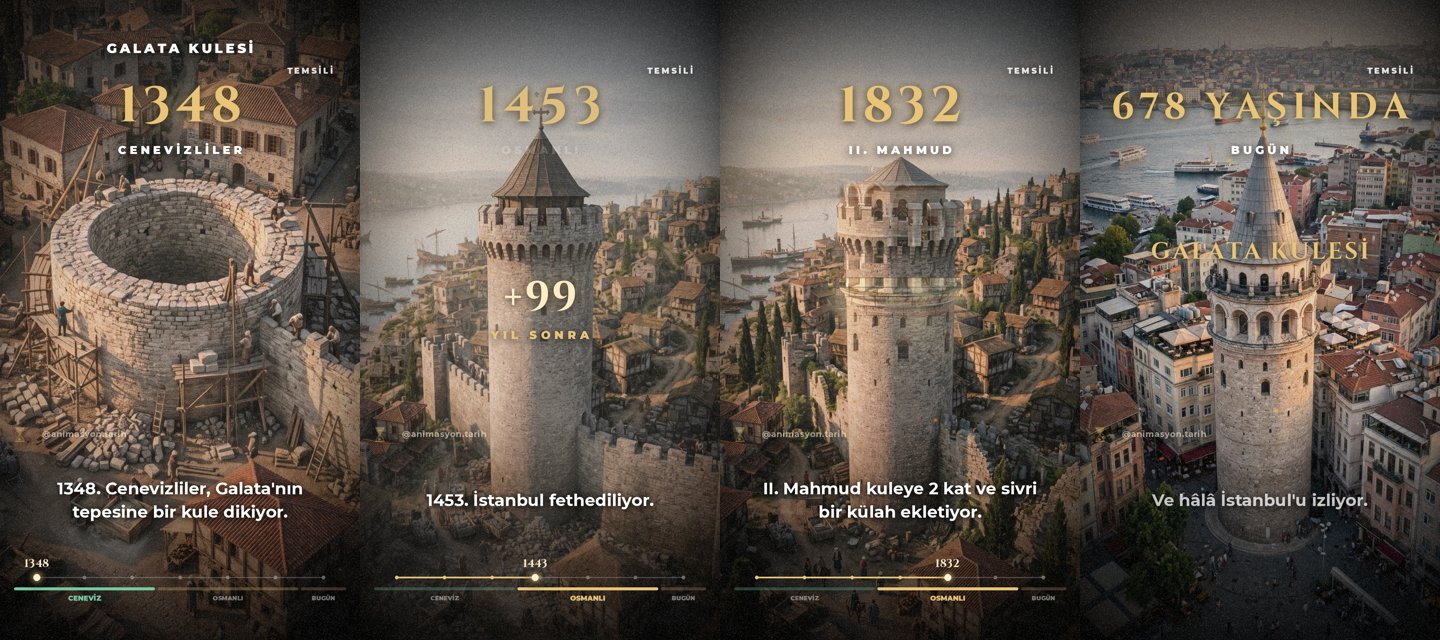 GALATA KULESİ
TEMSİLİ
1348
CENEVİZLİLER
@animasyon.tarih
1348. Cenevizliler, Galata'nın
tepesine bir kule dikiyor.
1348
CENEVİZ
OSMANLI
BUGÜN
TEMSİLİ
1453
OSMANLI
+99
YIL SONRA
@animasyon.tarih
1453. İstanbul fethediliyor.
1443
CENEVİZ
OSMANLI
BUGÜN
TEMSİLİ
1832
II. MAHMUD
@animasyon.tarih
II. Mahmud kuleye 2 kat ve sivri
bir külah ekletiyor.
1832
CENEVİZ
OSMANLI
BUGÜN
TEMSİLİ
678 YAŞINDA
BUGÜN
GALATA KULESİ
@animasyon.tarih
Ve hâlâ İstanbul'u izliyor.